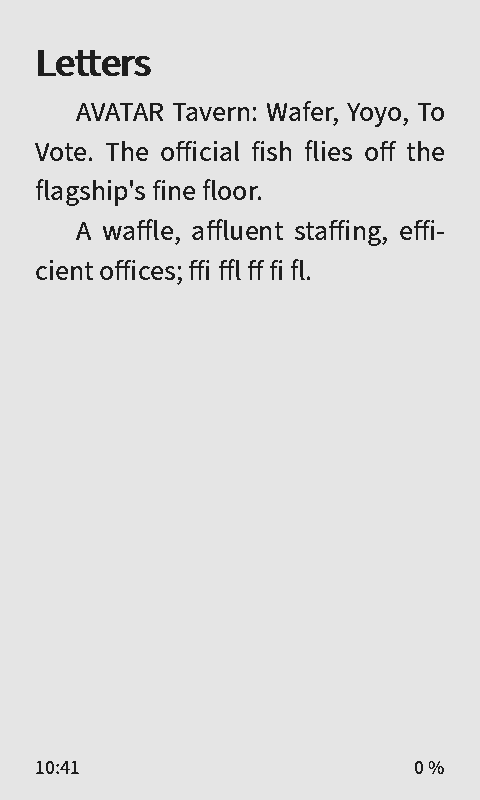 Letters
AVATAR Tavern: Wafer, Yoyo, To
Vote. The official fish flies off the
flagship's fine floor.
A waffle, affluent staffing, effi-
cient offices; ffi ffl ff fi fl.
10:41 0 %